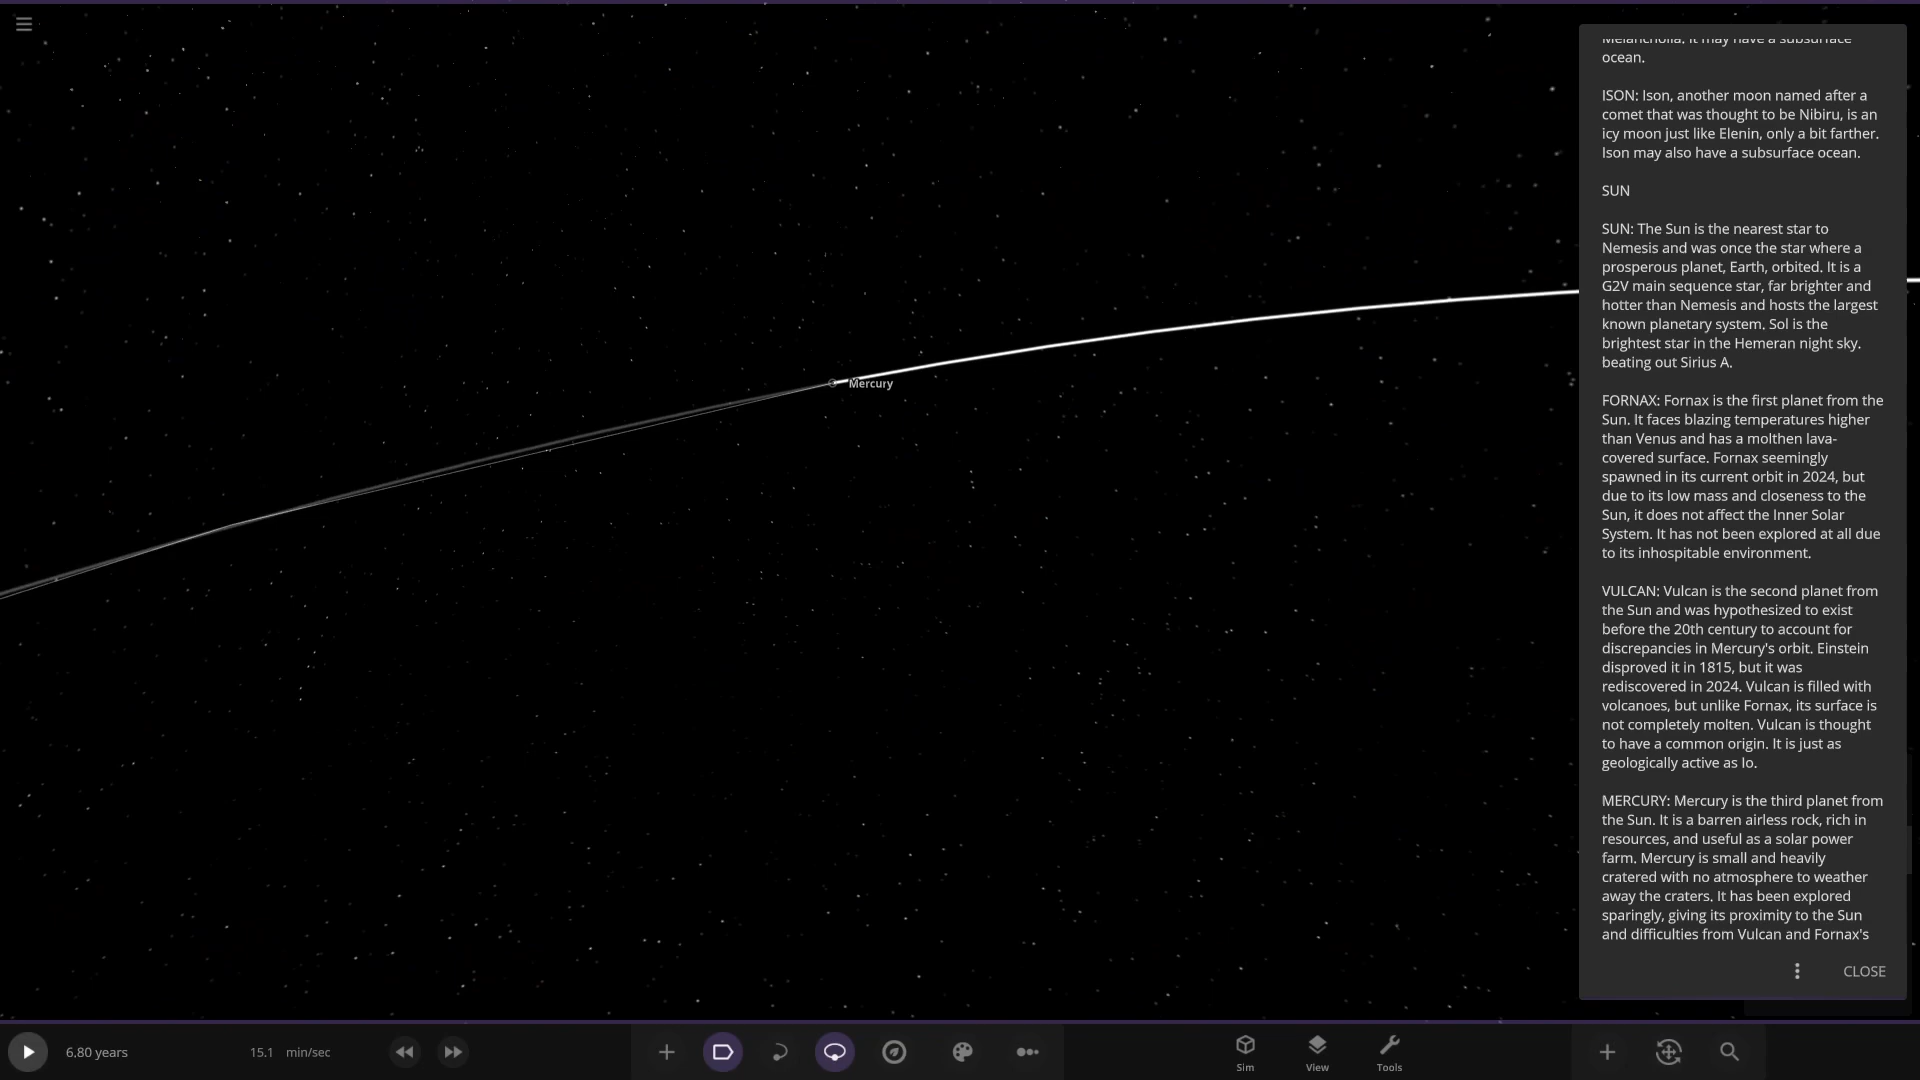 Melancholia, it may have a subsurface
ocean.
ISON: Ison, another moon named after a
comet that was thought to be Nibiru, is an
icy moon just like Elenin, only a bit farther.
Ison may also have a subsurface ocean.
SUN
SUN: The Sun is the nearest star to
Nemesis and was once the star where a
prosperous planet, Earth, orbited. It is a
G2V main sequence star, far brighter and
hotter than Nemesis and hosts the largest
known planetary system. Sol is the
brightest star in the Hemeran night sky.
beating out Sirius A.
FORNAX: Fornax is the first planet from the
Sun. It faces blazing temperatures higher
than Venus and has a molthen lava-
covered surface. Fornax seemingly
spawned in its current orbit in 2024, but
due to its low mass and closeness to the
Sun, it does not affect the Inner Solar
System. It has not been explored at all due
to its inhospitable environment.
VULCAN: Vulcan is the second planet from
the Sun and was hypothesized to exist
before the 20th century to account for
discrepancies in Mercury's orbit. Einstein
disproved it in 1815, but it was
rediscovered in 2024. Vulcan is filled with
volcanoes, but unlike Fornax, its surface is
not completely molten. Vulcan is thought
to have a common origin. It is just as
geologically active as Io.
MERCURY: Mercury is the third planet from
the Sun. It is a barren airless rock, rich in
resources, and useful as a solar power
farm. Mercury is small and heavily
cratered with no atmosphere to weather
away the craters. It has been explored
sparingly, giving its proximity to the Sun
and difficulties from Vulcan and Fornax's
CLOSE
Mercury
6.80 years
15.1 min/sec
Sim
View
Tools